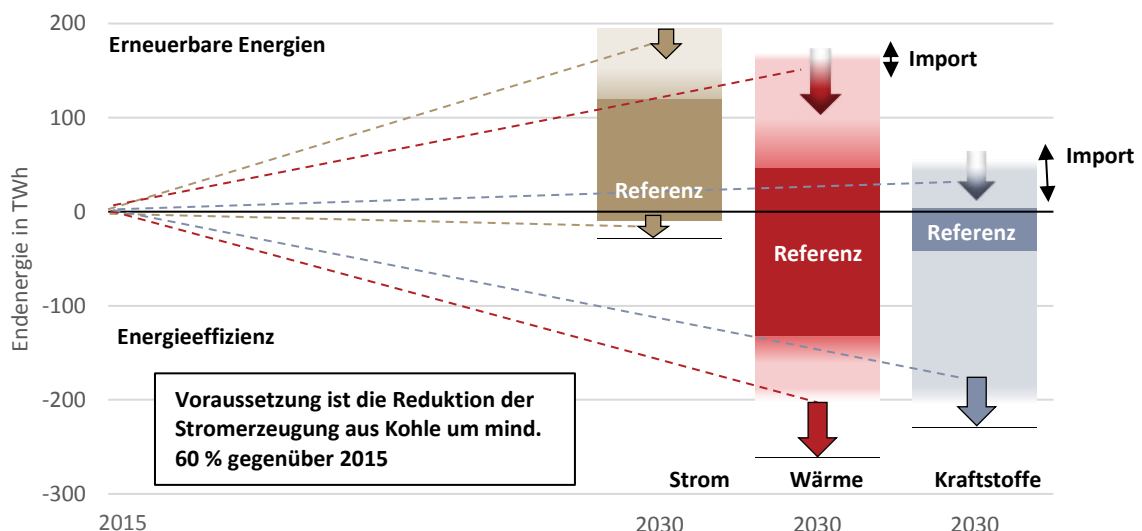 200
100
0
-100
-200
-300
Endenergie in TWh
Erneuerbare Energien
Import
Import
Referenz
Referenz
Referenz
Energieeffizienz
Voraussetzung ist die Reduktion der
Stromerzeugung aus Kohle um mind.
60 % gegenüber 2015
Strom
Wärme
Kraftstoffe
2015
2030
2030
2030